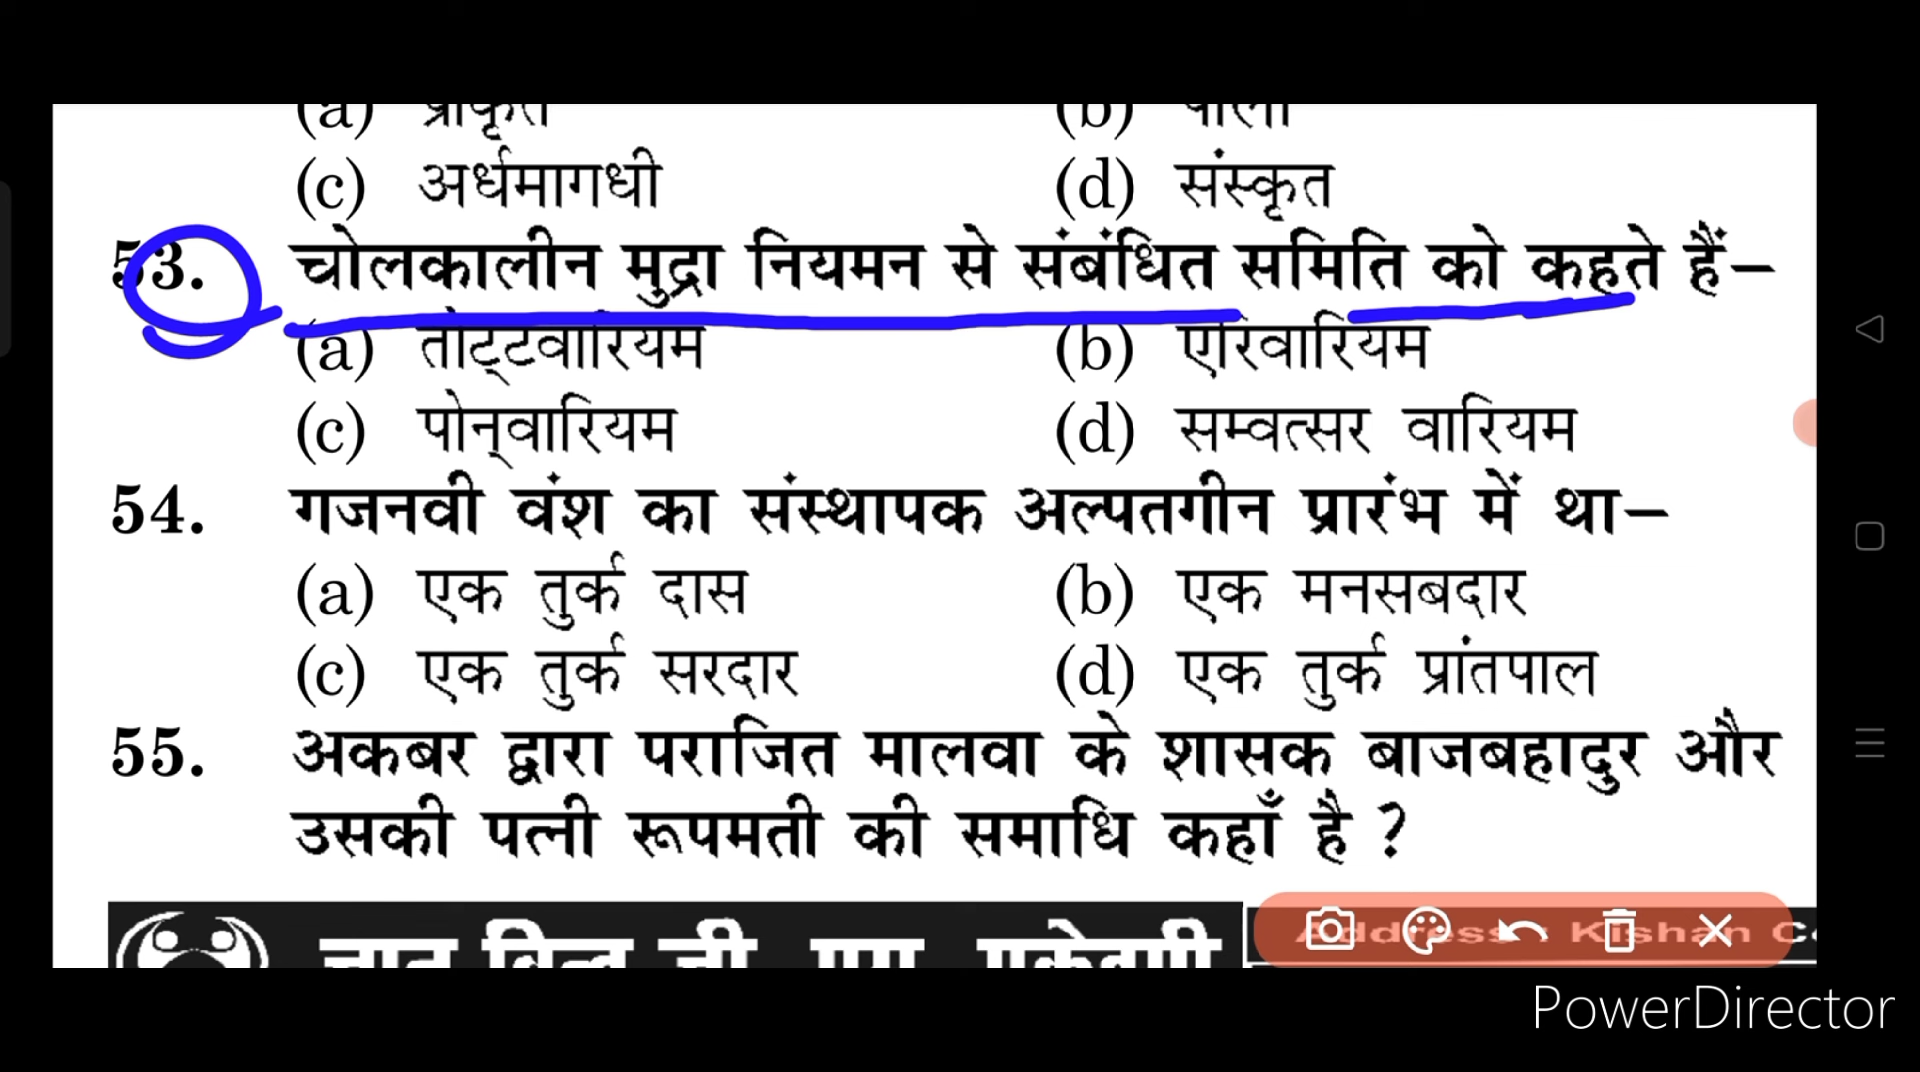 (a) प्राकृत (b) पाली
(c) अर्धमागधी (d) संस्कृत
53. चोलकालीन मुद्रा नियमन से संबंधित समिति को कहते हैं–
(a) तोट्टवारियम (b) एरिवारियम
(c) पोन्वारियम (d) सम्वत्सर वारियम
54. गजनवी वंश का संस्थापक अल्पतगीन प्रारंभ में था–
(a) एक तुर्क दास (b) एक मनसबदार
(c) एक तुर्क सरदार (d) एक तुर्क प्रांतपाल
55. अकबर द्वारा पराजित मालवा के शासक बाजबहादुर और
उसकी पत्नी रूपमती की समाधि कहाँ है ?
Address : Kishan
PowerDirector